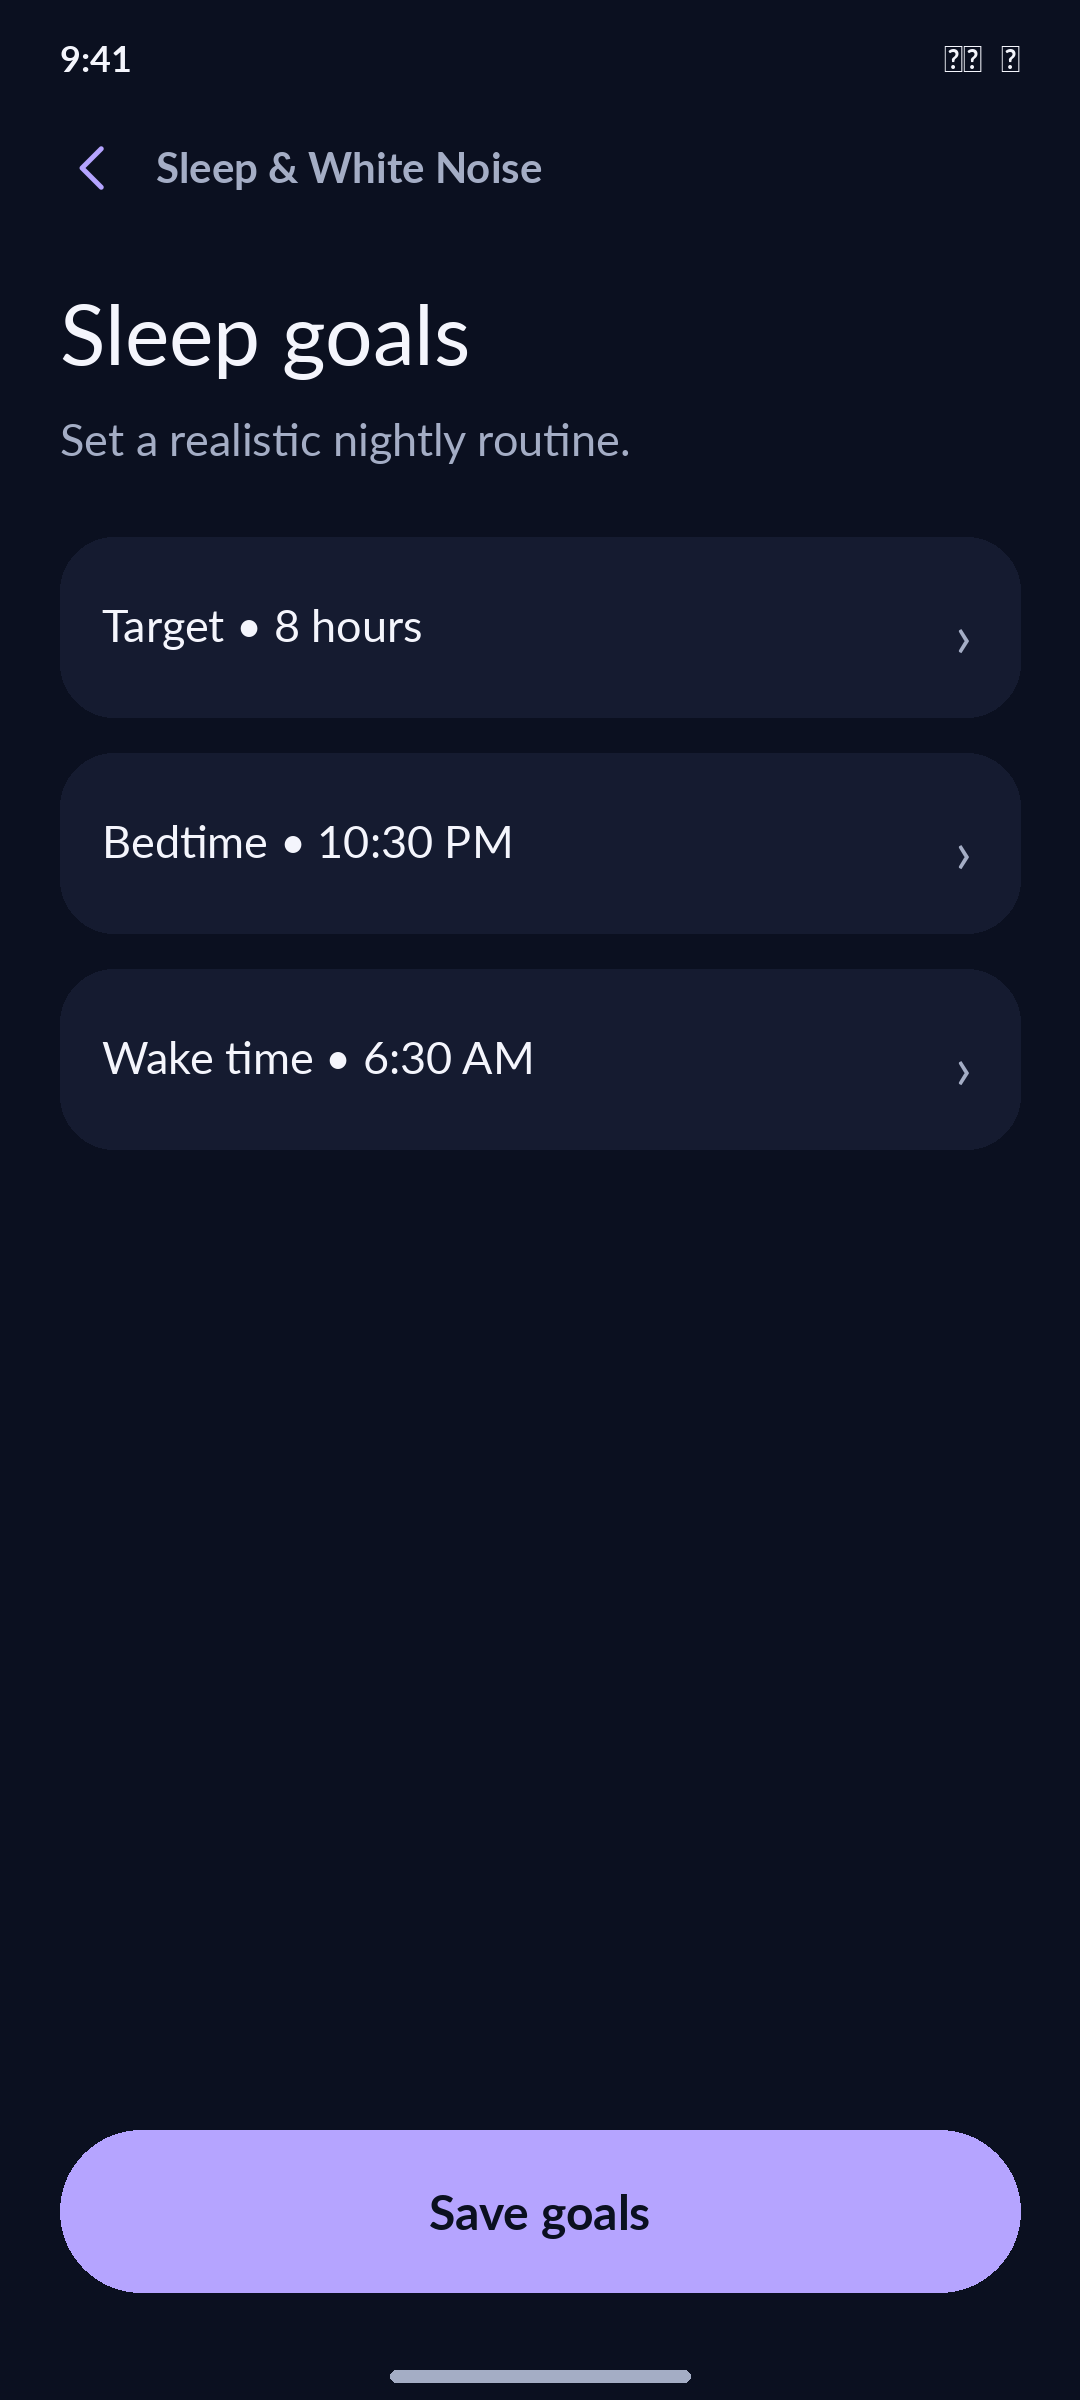 9:41
Sleep & White Noise
Sleep goals
Set a realistic nightly routine.
Target • 8 hours
Bedtime • 10:30 PM
Wake time • 6:30 AM
Save goals